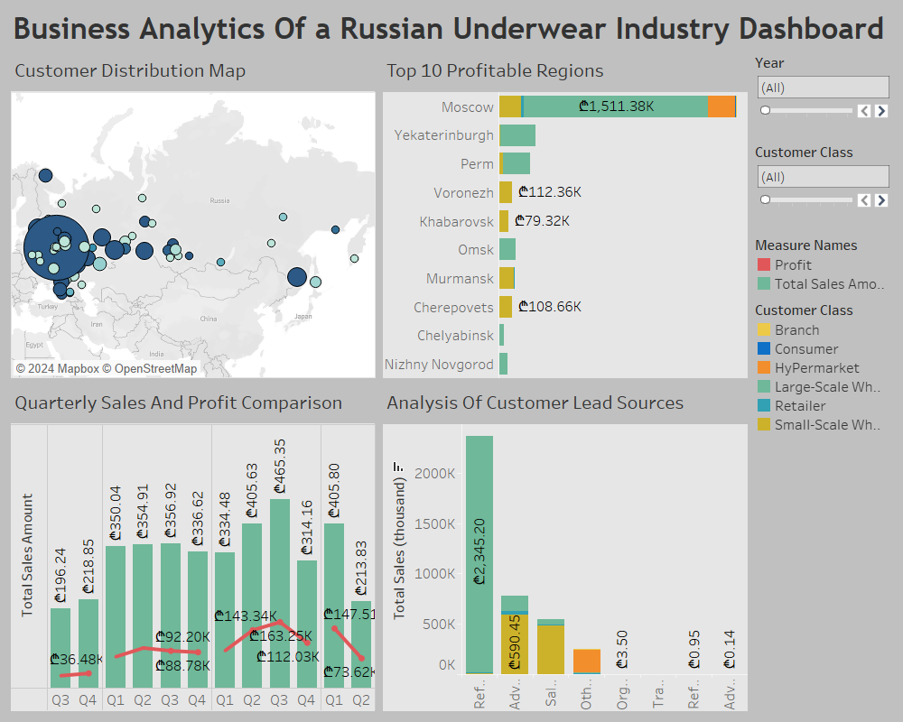 Business Analytics Of a Russian Underwear Industry Dashboard
Customer Distribution Map
Russia
Turkey
Iran
China
Japan
Egypt
India
© 2024 Mapbox © OpenStreetMap
Top 10 Profitable Regions
Moscow ₾1,511.38K
Yekaterinburgh
Perm
Voronezh ₾112.36K
Khabarovsk ₾79.32K
Omsk
Murmansk
Cherepovets ₾108.66K
Chelyabinsk
Nizhny Novgorod
Year
(All)
Customer Class
(All)
Measure Names
Profit
Total Sales Amo..
Customer Class
Branch
Consumer
HyPermarket
Large-Scale Wh..
Retailer
Small-Scale Wh..
Quarterly Sales And Profit Comparison
Total Sales Amount
₾196.24 ₾218.85 ₾350.04 ₾354.91 ₾356.92 ₾336.62 ₾334.48 ₾405.63 ₾465.35 ₾314.16 ₾405.80 ₾213.83
₾36.48K ₾92.20K ₾88.78K ₾143.34K ₾163.25K ₾112.03K ₾147.51 ₾73.62K
Q3 Q4 Q1 Q2 Q3 Q4 Q1 Q2 Q3 Q4 Q1 Q2
Analysis Of Customer Lead Sources
Total Sales (thousand)
2000K
1500K
1000K
500K
0K
₾2,345.20 ₾590.45 ₾3.50 ₾0.95 ₾0.14
Ref.. Adv.. Sal.. Oth.. Org.. Tra.. Ref.. Adv..